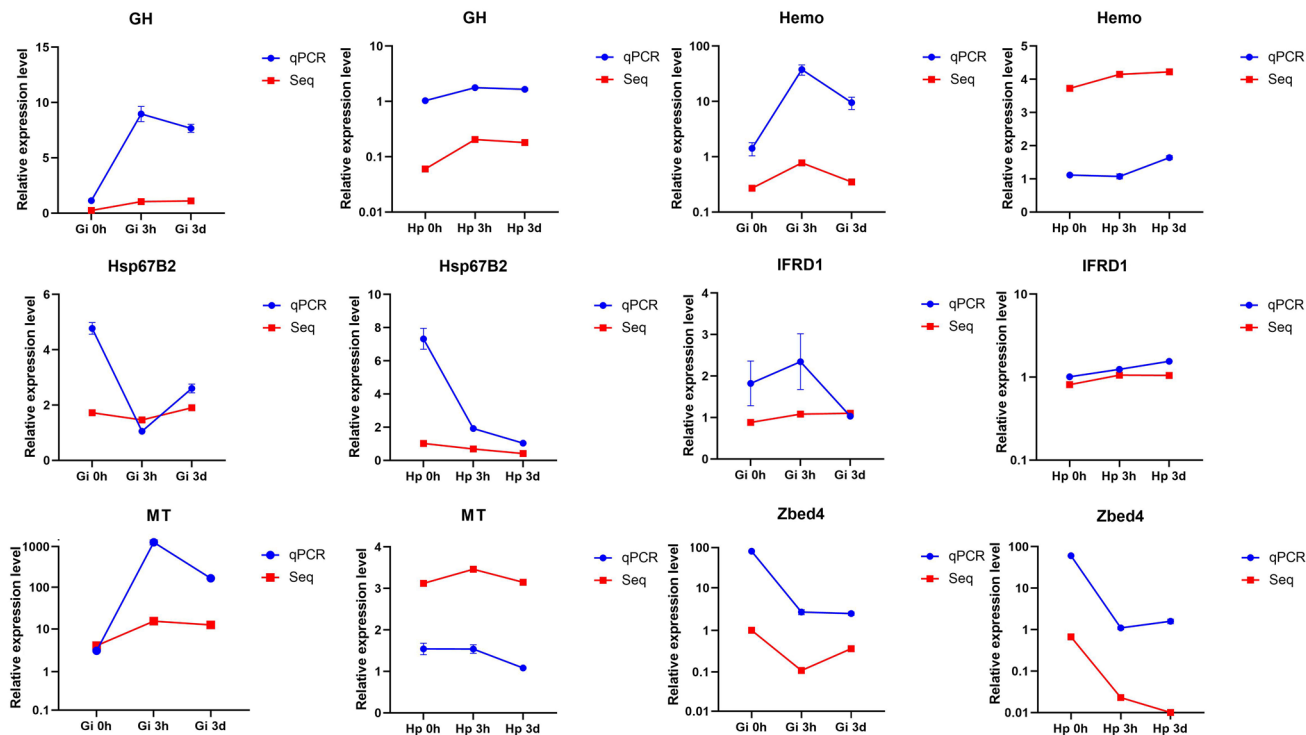 GH
Relative expression level
15
10
5
0
Gi 0h Gi 3h Gi 3d
qPCR
Seq
GH
Relative expression level
10
1
0.1
0.01
Hp 0h Hp 3h Hp 3d
qPCR
Seq
Hemo
Relative expression level
100
10
1
0.1
Gi 0h Gi 3h Gi 3d
qPCR
Seq
Hemo
Relative expression level
5
4
3
2
1
0
Hp 0h Hp 3h Hp 3d
qPCR
Seq
Hsp67B2
Relative expression level
6
4
2
0
Gi 0h Gi 3h Gi 3d
qPCR
Seq
Hsp67B2
Relative expression level
10
8
6
4
2
0
Hp 0h Hp 3h Hp 3d
qPCR
Seq
IFRD1
Relative expression level
4
3
2
1
0
Gi 0h Gi 3h Gi 3d
qPCR
Seq
IFRD1
Relative expression level
10
1
0.1
Hp 0h Hp 3h Hp 3d
qPCR
Seq
MT
Relative expression level
1000
100
10
1
0.1
Gi 0h Gi 3h Gi 3d
qPCR
Seq
MT
Relative expression level
4
3
2
1
0
Hp 0h Hp 3h Hp 3d
qPCR
Seq
Zbed4
Relative expression level
100
10
1
0.1
0.01
Gi 0h Gi 3h Gi 3d
qPCR
Seq
Zbed4
Relative expression level
100
10
1
0.1
0.01
Hp 0h Hp 3h Hp 3d
qPCR
Seq